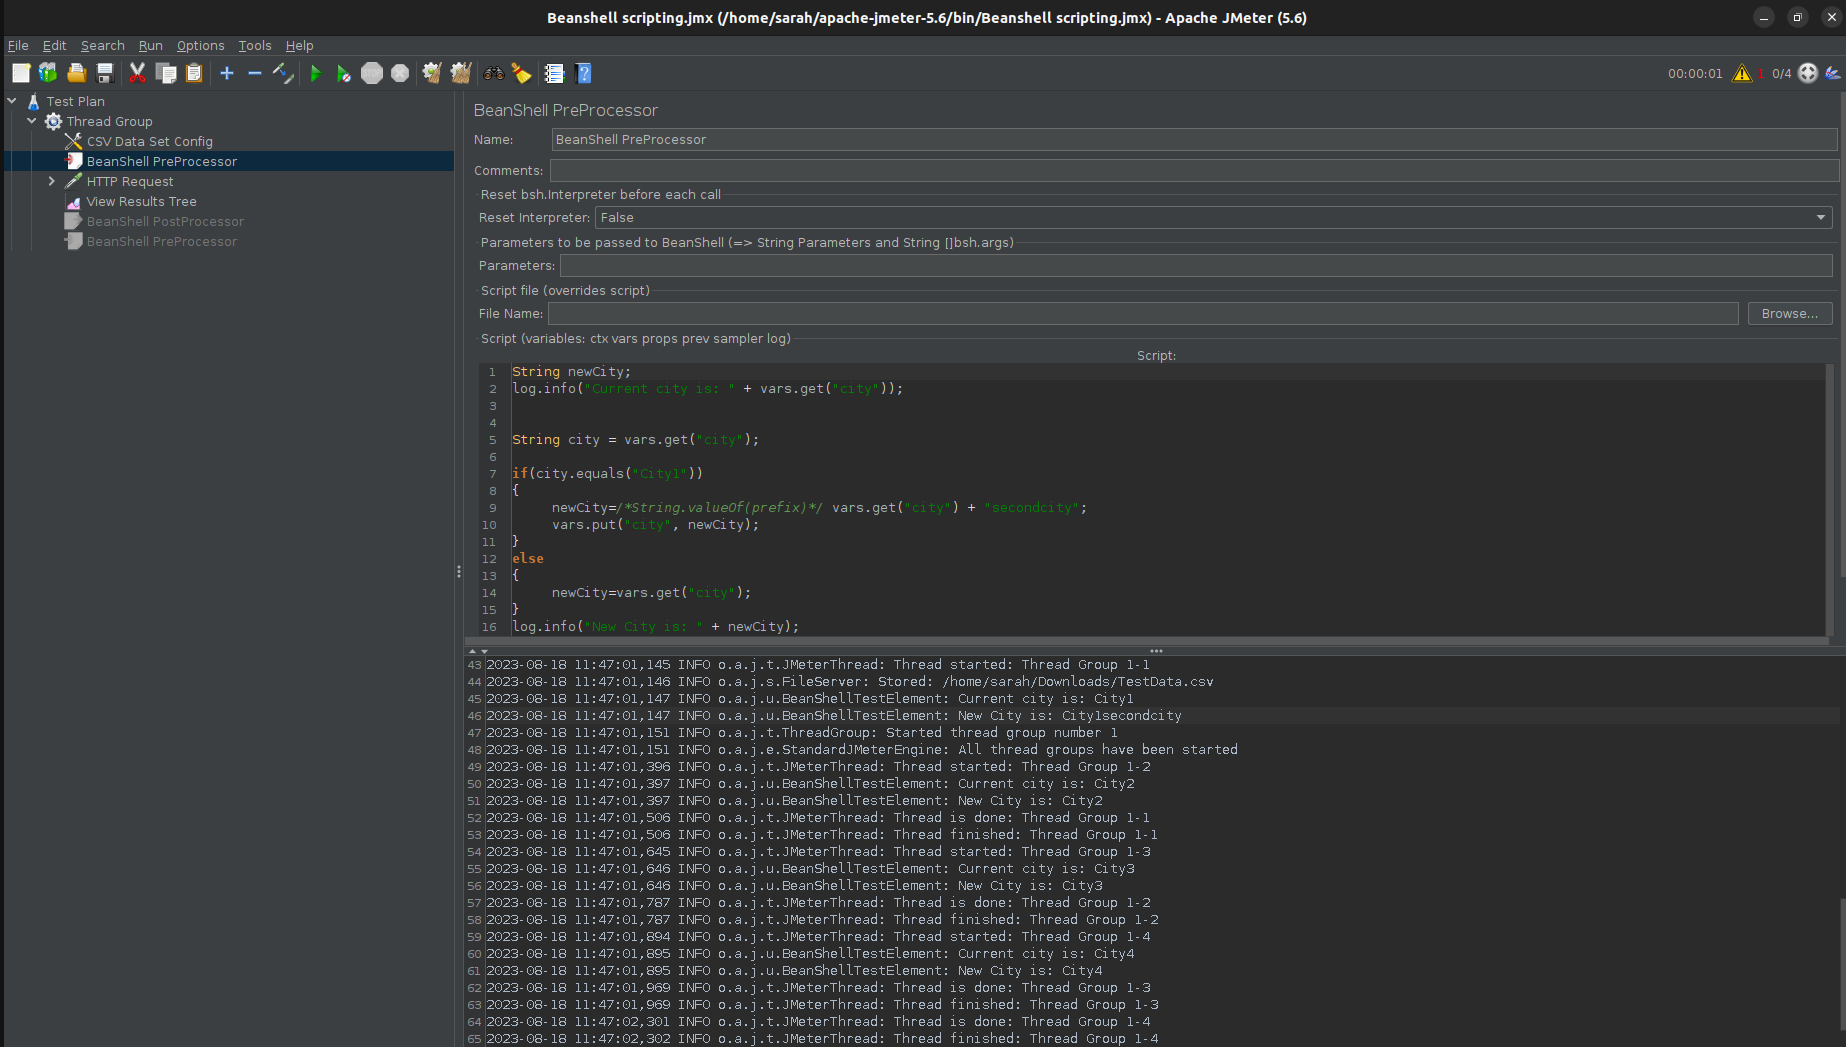 Beanshell scripting.jmx (/home/sarah/apache-jmeter-5.6/bin/Beanshell scripting.jmx) - Apache JMeter (5.6)
File Edit Search Run Options Tools Help
STOP 00:00:01 1 0/4
Test Plan
Thread Group
CSV Data Set Config
BeanShell PreProcessor
HTTP Request
View Results Tree
BeanShell PostProcessor
BeanShell PreProcessor
BeanShell PreProcessor
Name: BeanShell PreProcessor
Comments:
Reset bsh.Interpreter before each call
Reset Interpreter: False
Parameters to be passed to BeanShell (=> String Parameters and String []bsh.args)
Parameters:
Script file (overrides script)
File Name: Browse...
Script (variables: ctx vars props prev sampler log)
Script:
1 String newCity;
2 log.info("Current city is: " + vars.get("city"));
3
4
5 String city = vars.get("city");
6
7 if(city.equals("City1"))
8 {
9 newCity=/*String.valueOf(prefix)*/ vars.get("city") + "secondcity";
10 vars.put("city", newCity);
11 }
12 else
13 {
14 newCity=vars.get("city");
15 }
16 log.info("New City is: " + newCity);
43 2023-08-18 11:47:01,145 INFO o.a.j.t.JMeterThread: Thread started: Thread Group 1-1
44 2023-08-18 11:47:01,146 INFO o.a.j.s.FileServer: Stored: /home/sarah/Downloads/TestData.csv
45 2023-08-18 11:47:01,147 INFO o.a.j.u.BeanShellTestElement: Current city is: City1
46 2023-08-18 11:47:01,147 INFO o.a.j.u.BeanShellTestElement: New City is: City1secondcity
47 2023-08-18 11:47:01,151 INFO o.a.j.t.ThreadGroup: Started thread group number 1
48 2023-08-18 11:47:01,151 INFO o.a.j.e.StandardJMeterEngine: All thread groups have been started
49 2023-08-18 11:47:01,396 INFO o.a.j.t.JMeterThread: Thread started: Thread Group 1-2
50 2023-08-18 11:47:01,397 INFO o.a.j.u.BeanShellTestElement: Current city is: City2
51 2023-08-18 11:47:01,397 INFO o.a.j.u.BeanShellTestElement: New City is: City2
52 2023-08-18 11:47:01,506 INFO o.a.j.t.JMeterThread: Thread is done: Thread Group 1-1
53 2023-08-18 11:47:01,506 INFO o.a.j.t.JMeterThread: Thread finished: Thread Group 1-1
54 2023-08-18 11:47:01,645 INFO o.a.j.t.JMeterThread: Thread started: Thread Group 1-3
55 2023-08-18 11:47:01,646 INFO o.a.j.u.BeanShellTestElement: Current city is: City3
56 2023-08-18 11:47:01,646 INFO o.a.j.u.BeanShellTestElement: New City is: City3
57 2023-08-18 11:47:01,787 INFO o.a.j.t.JMeterThread: Thread is done: Thread Group 1-2
58 2023-08-18 11:47:01,787 INFO o.a.j.t.JMeterThread: Thread finished: Thread Group 1-2
59 2023-08-18 11:47:01,894 INFO o.a.j.t.JMeterThread: Thread started: Thread Group 1-4
60 2023-08-18 11:47:01,895 INFO o.a.j.u.BeanShellTestElement: Current city is: City4
61 2023-08-18 11:47:01,895 INFO o.a.j.u.BeanShellTestElement: New City is: City4
62 2023-08-18 11:47:01,969 INFO o.a.j.t.JMeterThread: Thread is done: Thread Group 1-3
63 2023-08-18 11:47:01,969 INFO o.a.j.t.JMeterThread: Thread finished: Thread Group 1-3
64 2023-08-18 11:47:02,301 INFO o.a.j.t.JMeterThread: Thread is done: Thread Group 1-4
65 2023-08-18 11:47:02,302 INFO o.a.j.t.JMeterThread: Thread finished: Thread Group 1-4